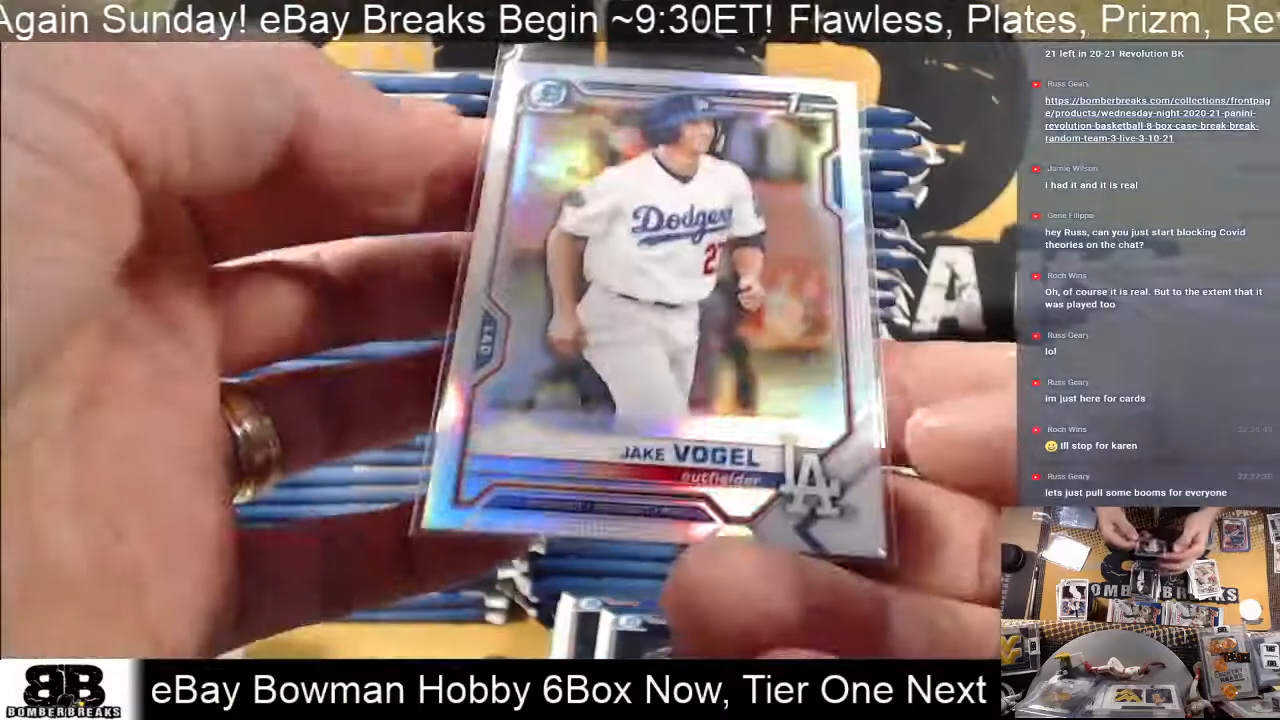 Again Sunday! eBay Breaks Begin ~9:30ET! Flawless, Plates, Prizm, Re
21 left in 20-21 Revolution BK
Russ Geary
https://bomberbreaks.com/collections/frontpag
e/products/wednesday-night-2020-21-panini-
revolution-basketball-8-box-case-break-break-
random-team-3-live-3-10-21
Jamie Wilson
i had it and it is real
Gene Filippo
hey Russ, can you just start blocking Covid
theories on the chat?
Roch Wins
Oh, of course it is real. But to the extent that it
was played too
Russ Geary
lol
Russ Geary
im just here for cards
Roch Wins
Ill stop for karen
Russ Geary
lets just pull some booms for everyone
Dodgers
LAD
JAKE VOGEL
outfielder
LA
A
BOMBERBREAKS
BB
BOMBERBREAKS
eBay Bowman Hobby 6Box Now, Tier One Next